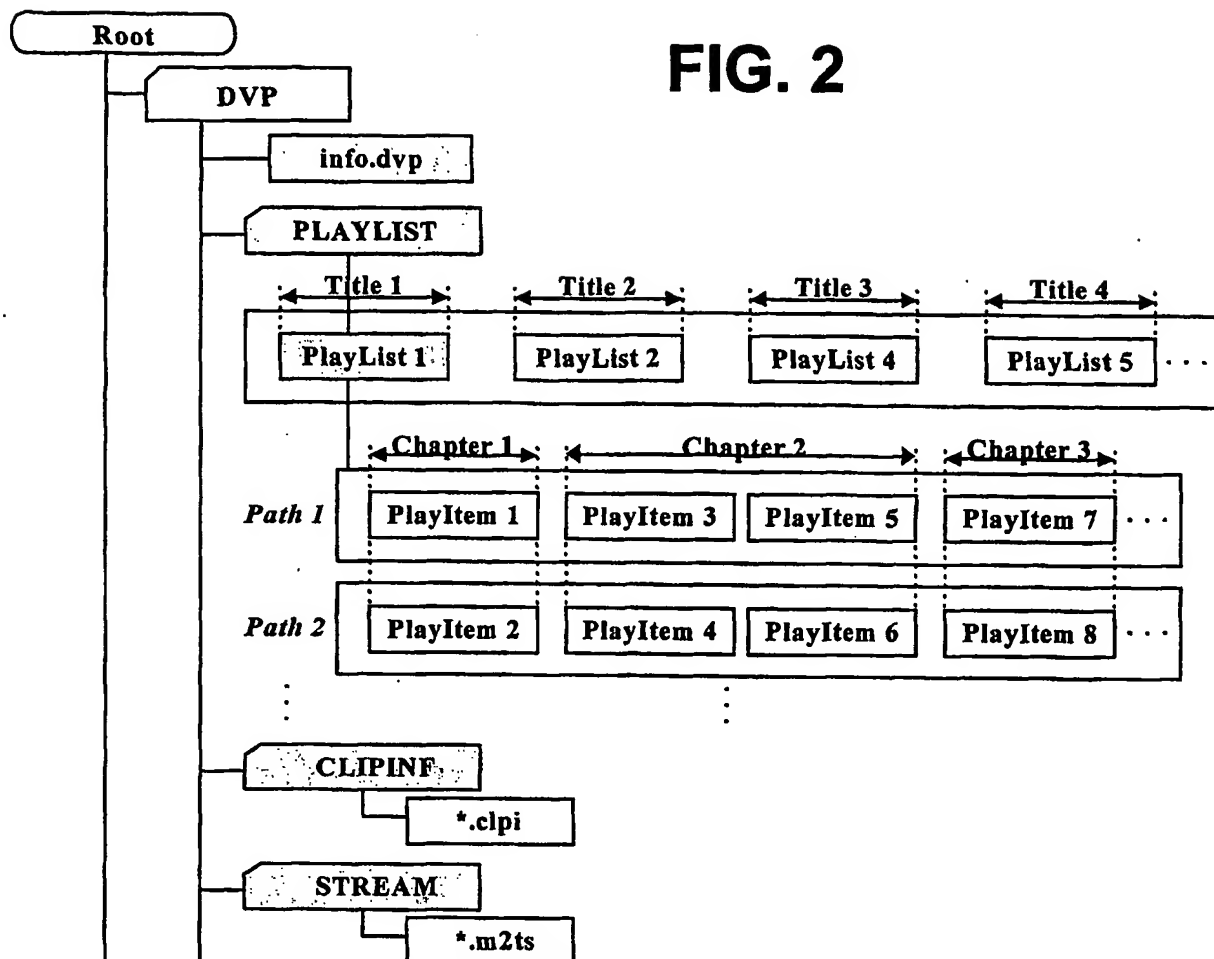 Root
FIG. 2
DVP
info.dvp
PLAYLIST
Title 1 Title 2 Title 3 Title 4
PlayList 1 PlayList 2 PlayList 4 PlayList 5 · · ·
Chapter 1 Chapter 2 Chapter 3
Path 1 PlayItem 1 PlayItem 3 PlayItem 5 PlayItem 7 · · ·
Path 2 PlayItem 2 PlayItem 4 PlayItem 6 PlayItem 8 · · ·
CLIPINF
*.clpi
STREAM
*.m2ts